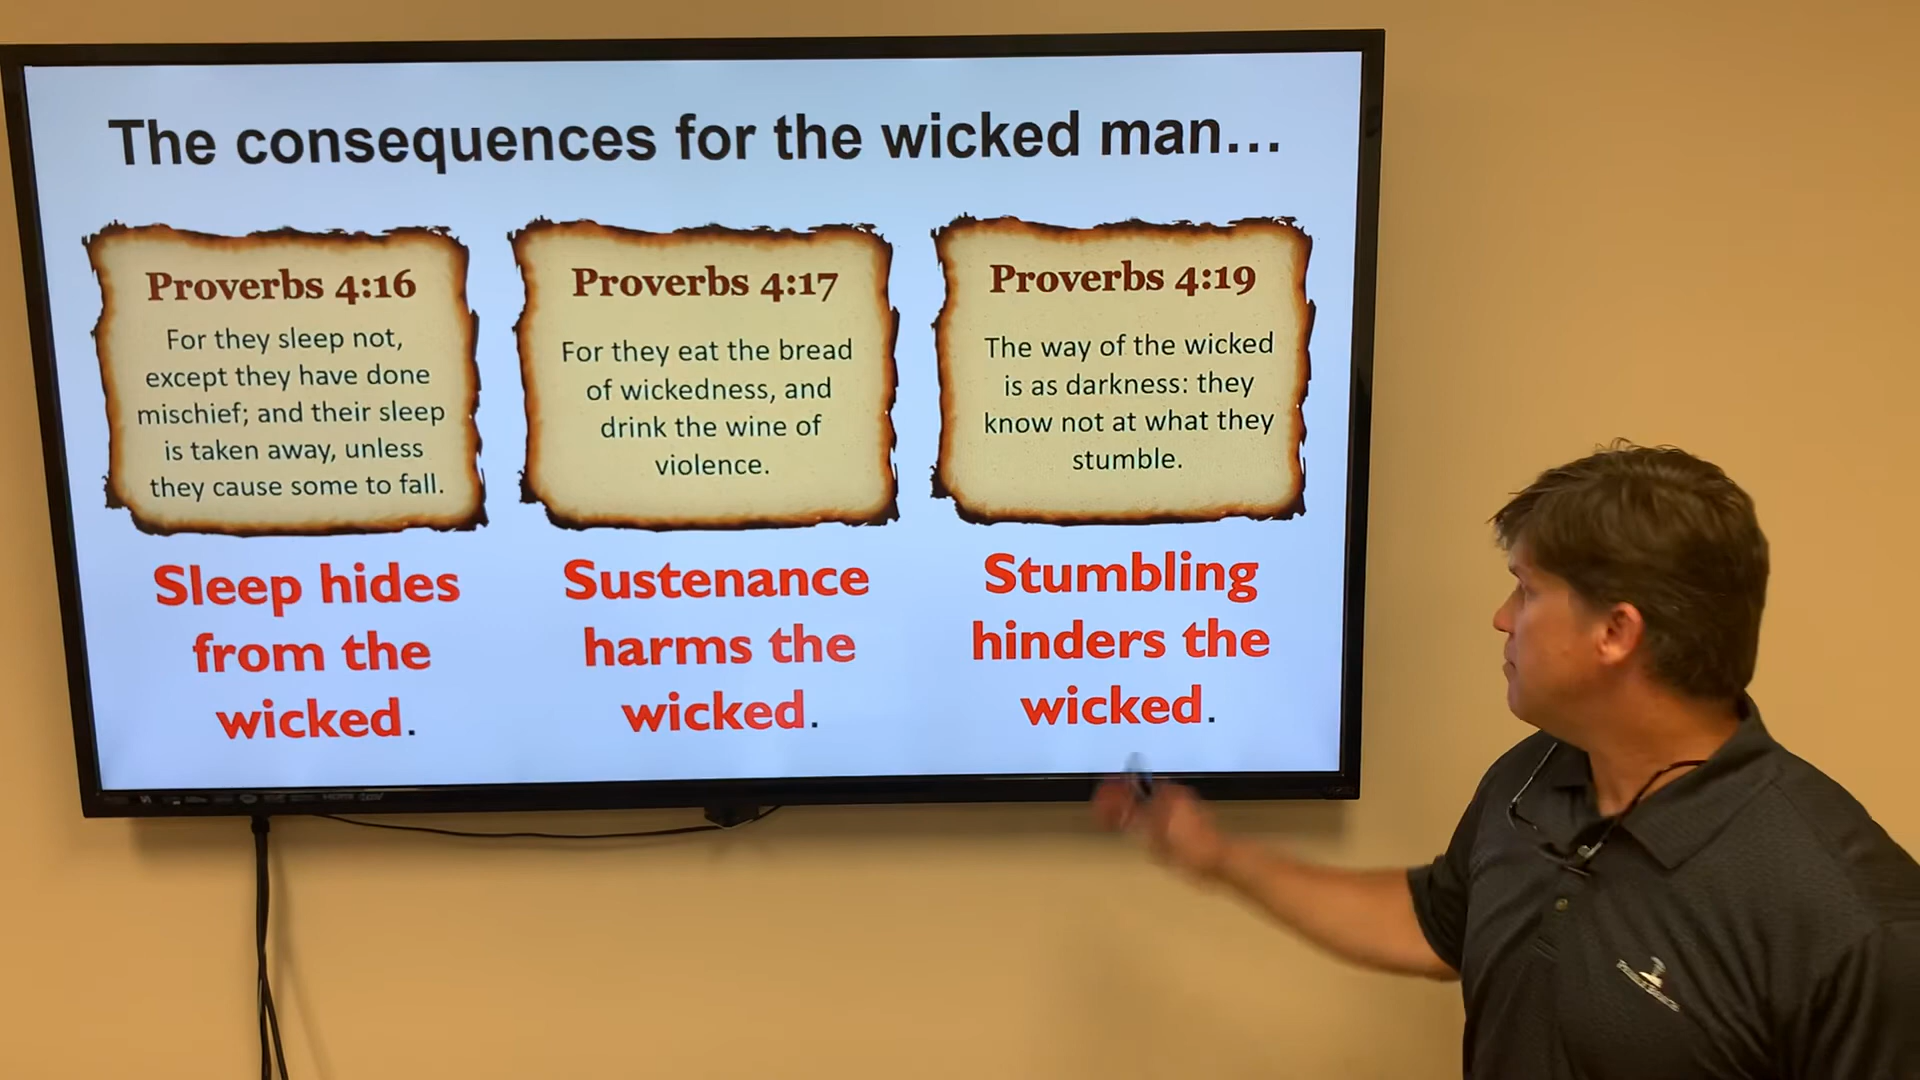 The consequences for the wicked man...
Proverbs 4:16
For they sleep not,
except they have done
mischief; and their sleep
is taken away, unless
they cause some to fall.
Sleep hides
from the
wicked.
Proverbs 4:17
For they eat the bread
of wickedness, and
drink the wine of
violence.
Sustenance
harms the
wicked.
Proverbs 4:19
The way of the wicked
is as darkness: they
know not at what they
stumble.
Stumbling
hinders the
wicked.